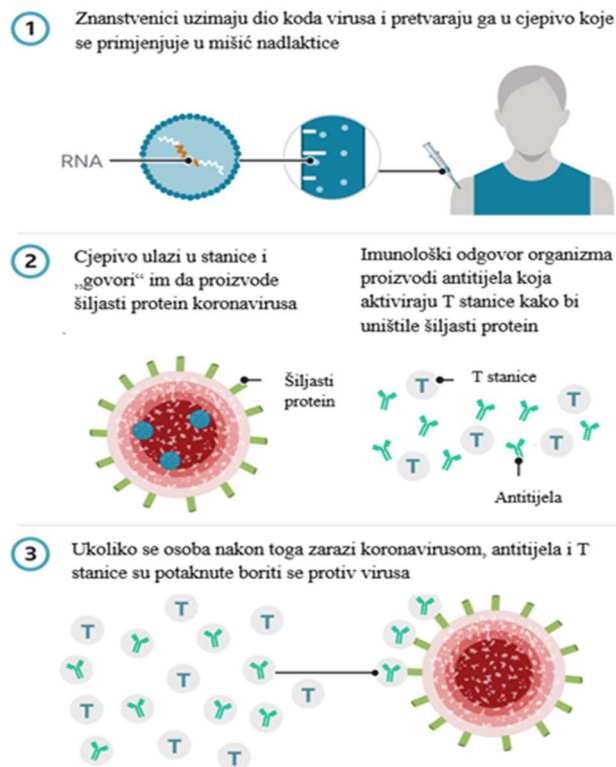 1
Znanstvenici uzimaju dio koda virusa i pretvaraju ga u cjepivo koje
se primjenjuje u mišić nadlaktice
RNA
2
Cjepivo ulazi u stanice i
„govori“ im da proizvode
šiljasti protein koronavirusa
Imunološki odgovor organizma
proizvodi antitijela koja
aktiviraju T stanice kako bi
uništile šiljasti protein
Šiljasti
protein
T stanice
T
T
T
T
T
Antitijela
3
Ukoliko se osoba nakon toga zarazi koronavirusom, antitijela i T
stanice su potaknute boriti se protiv virusa
T
T
T
T
T
T
T
T